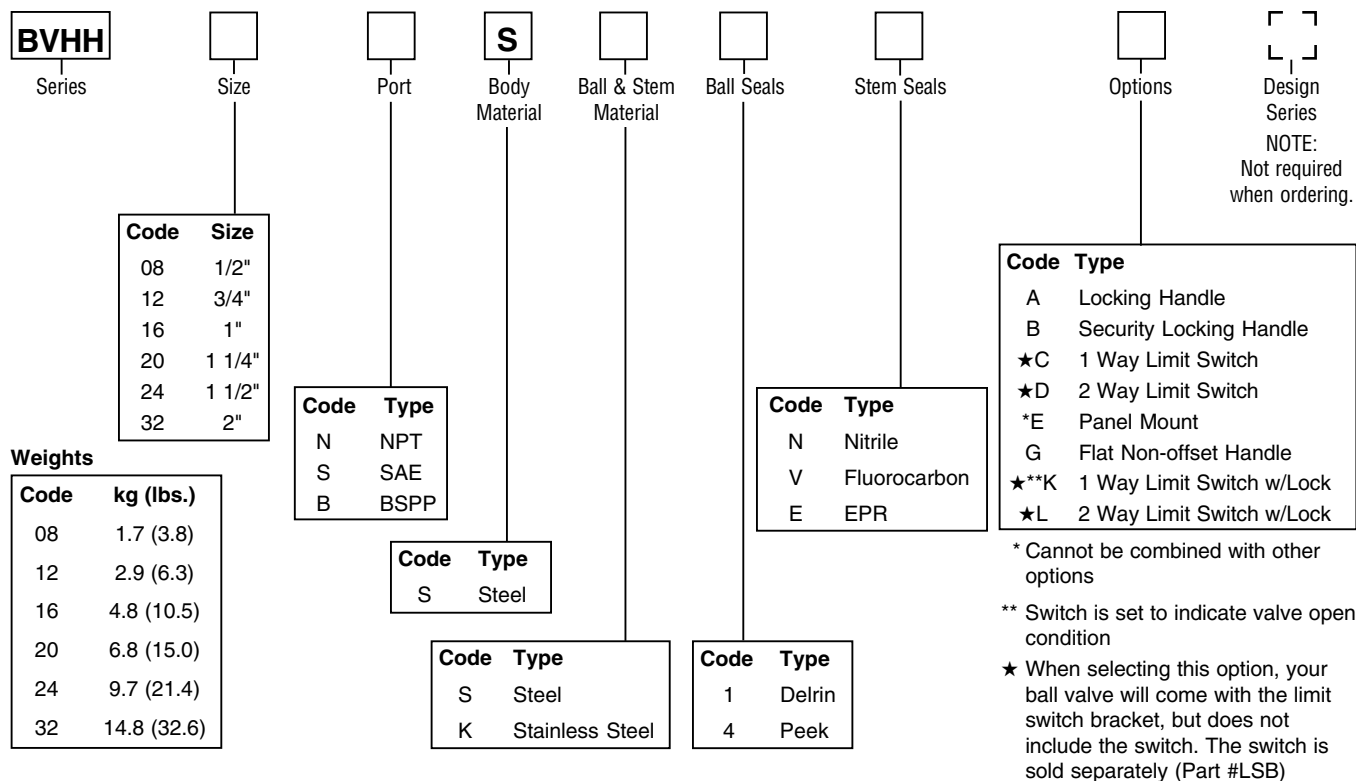 BVHH
S
Series
Size
Port
Body
Material
Ball & Stem
Material
Ball Seals
Stem Seals
Options
Design
Series
NOTE:
Not required
when ordering.
Code Size
08 1/2"
12 3/4"
16 1"
20 1 1/4"
24 1 1/2"
32 2"
Weights
Code kg (lbs.)
08 1.7 (3.8)
12 2.9 (6.3)
16 4.8 (10.5)
20 6.8 (15.0)
24 9.7 (21.4)
32 14.8 (32.6)
Code Type
N NPT
S SAE
B BSPP
Code Type
S Steel
Code Type
S Steel
K Stainless Steel
Code Type
1 Delrin
4 Peek
Code Type
N Nitrile
V Fluorocarbon
E EPR
Code Type
A Locking Handle
B Security Locking Handle
★C 1 Way Limit Switch
★D 2 Way Limit Switch
*E Panel Mount
G Flat Non-offset Handle
★**K 1 Way Limit Switch w/Lock
★L 2 Way Limit Switch w/Lock
* Cannot be combined with other
options
** Switch is set to indicate valve open
condition
★ When selecting this option, your
ball valve will come with the limit
switch bracket, but does not
include the switch. The switch is
sold separately (Part #LSB)